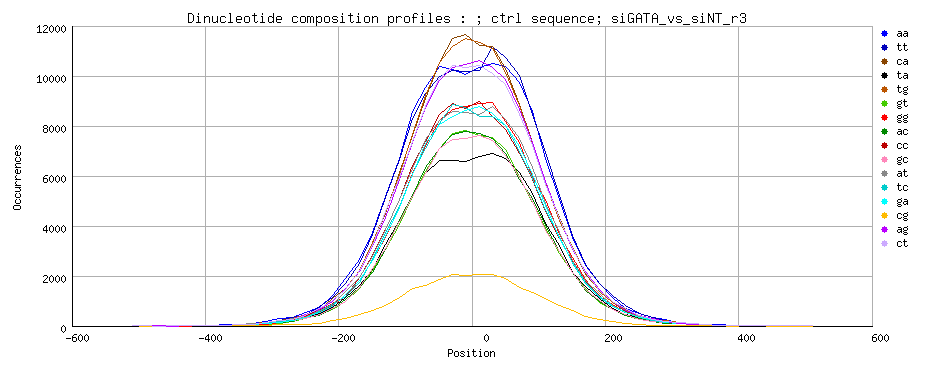 Dinucleotide composition profiles : ; ctrl sequence; siGATA_vs_siNT_r3
12000
10000
8000
6000
4000
2000
0
Occurrences
-600
-400
-200
0
200
400
600
Position
aa
tt
ca
ta
tg
gt
gg
ac
cc
gc
at
tc
ga
cg
ag
ct